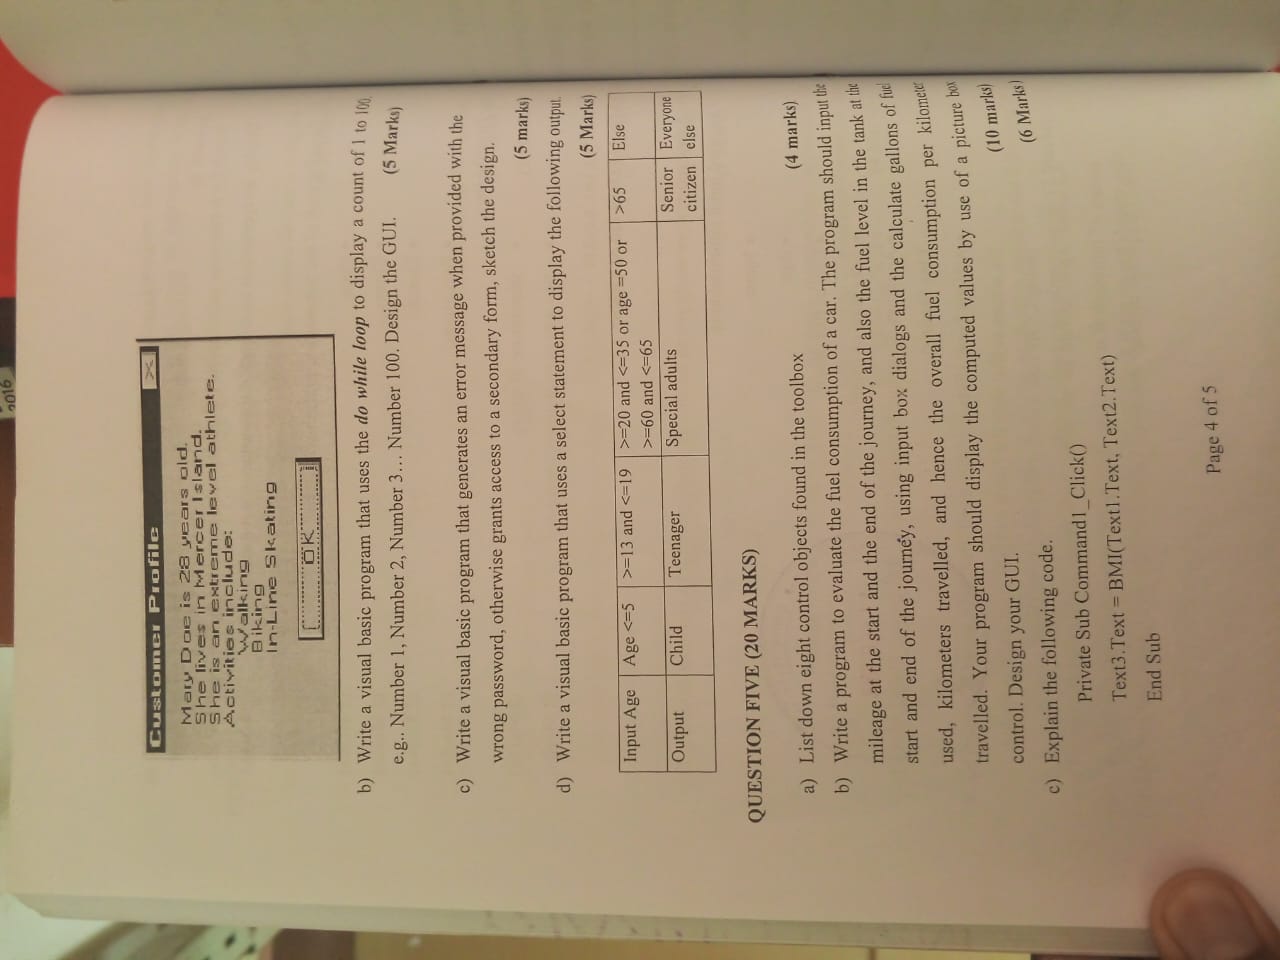 2016
Customer Profile
Mary Doe is 28 years old.
She lives in Mercer Island.
She is an extreme level athlete.
Activities include:
Walking
Biking
In-Line Skating
OK
b) Write a visual basic program that uses the do while loop to display a count of 1 to 100,
e.g.. Number 1, Number 2, Number 3… Number 100. Design the GUI. (5 Marks)
c) Write a visual basic program that generates an error message when provided with the
wrong password, otherwise grants access to a secondary form, sketch the design.
(5 marks)
d) Write a visual basic program that uses a select statement to display the following output.
(5 Marks)
Input Age Age <=5 >=13 and <=19 >=20 and <=35 or age =50 or >65 Else
>=60 and <=65
Output Child Teenager Special adults Senior Everyone
citizen else
QUESTION FIVE (20 MARKS)
a) List down eight control objects found in the toolbox (4 marks)
b) Write a program to evaluate the fuel consumption of a car. The program should input the
mileage at the start and the end of the journey, and also the fuel level in the tank at the
start and end of the journey, using input box dialogs and the calculate gallons of fuel
used, kilometers travelled, and hence the overall fuel consumption per kilometer
travelled. Your program should display the computed values by use of a picture box
control. Design your GUI. (10 marks)
c) Explain the following code. (6 Marks)
Private Sub Command1_Click()
Text3.Text = BMI(Text1.Text, Text2.Text)
End Sub
Page 4 of 5